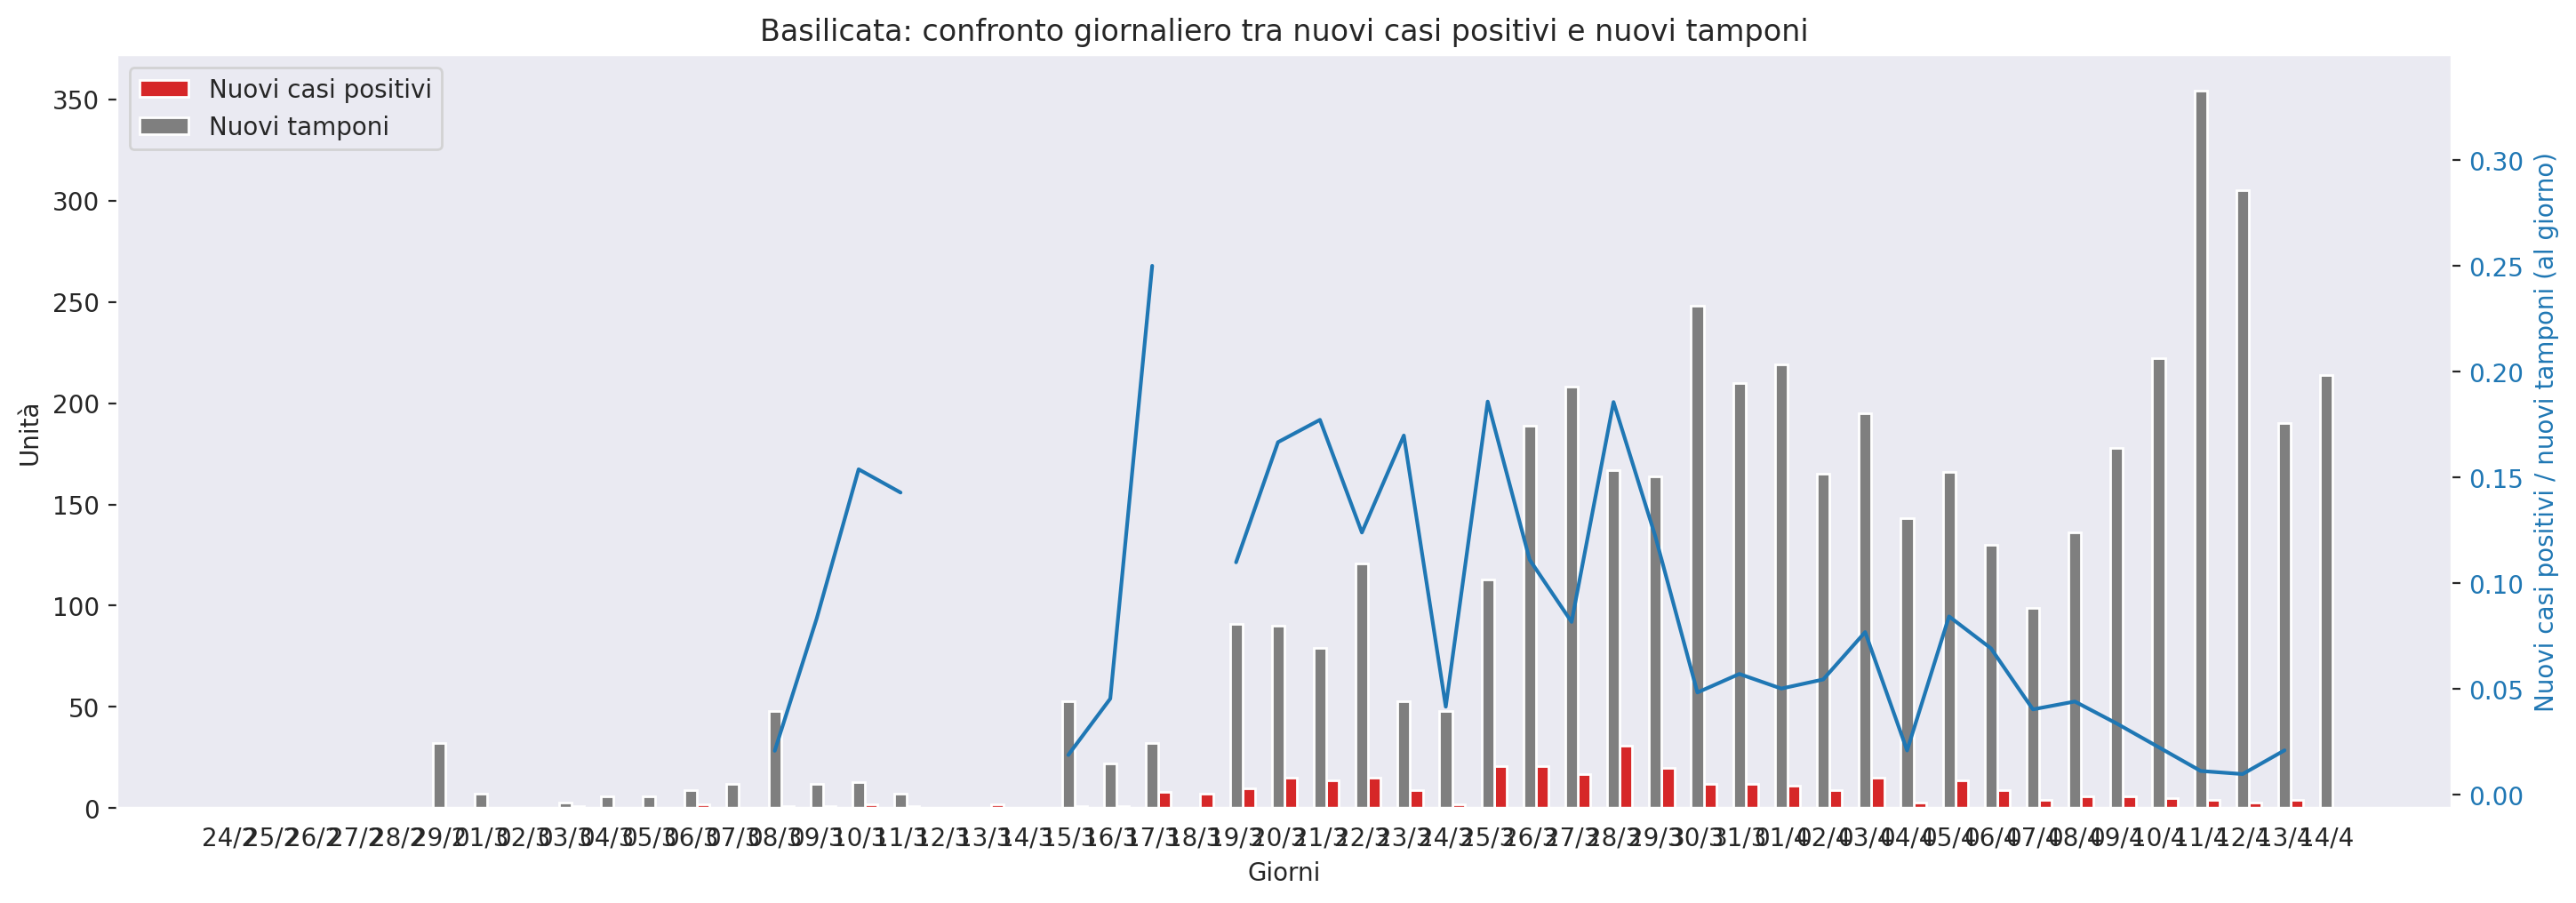 Basilicata: confronto giornaliero tra nuovi casi positivi e nuovi tamponi
Nuovi casi positivi
Nuovi tamponi
350
300
250
200
150
100
50
0
Unità
0.30
0.25
0.20
0.15
0.10
0.05
0.00
Nuovi casi positivi / nuovi tamponi (al giorno)
24/2 25/2 26/2 27/2 28/2 29/2 01/3 02/3 03/3 04/3 05/3 06/3 07/3 08/3 09/3 10/3 11/3 12/3 13/3 14/3 15/3 16/3 17/3 18/3 19/3 20/3 21/3 22/3 23/3 24/3 25/3 26/3 27/3 28/3 29/3 30/3 31/3 01/4 02/4 03/4 04/4 05/4 06/4 07/4 08/4 09/4 10/4 11/4 12/4 13/4 14/4
Giorni